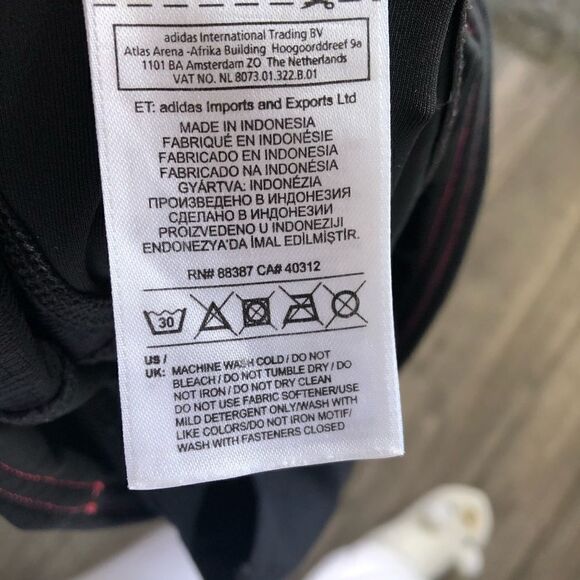 adidas International Trading BV
Atlas Arena -Afrika Building Hoogoorddreef 9a
1101 BA Amsterdam ZO The Netherlands
VAT NO. NL 8073.01.322.B.01
ET: adidas Imports and Exports Ltd
MADE IN INDONESIA
FABRIQUÉ EN INDONÉSIE
FABRICADO EN INDONESIA
FABRICADO NA INDONÉSIA
GYÁRTVA: INDONÉZIA
ПРОИЗВЕДЕНО В ИНДОНЕЗИЯ
СДЕЛАНО В ИНДОНЕЗИИ
PROIZVEDENO U INDONEZIJI
ENDONEZYA'DA İMAL EDİLMİŞTİR.
RN# 88387 CA# 40312
30
US / UK: MACHINE WASH COLD / DO NOT
BLEACH / DO NOT TUMBLE DRY / DO
NOT IRON / DO NOT DRY CLEAN
DO NOT USE FABRIC SOFTENER/USE
MILD DETERGENT ONLY/WASH WITH
LIKE COLORS/DO NOT IRON MOTIF/
WASH WITH FASTENERS CLOSED